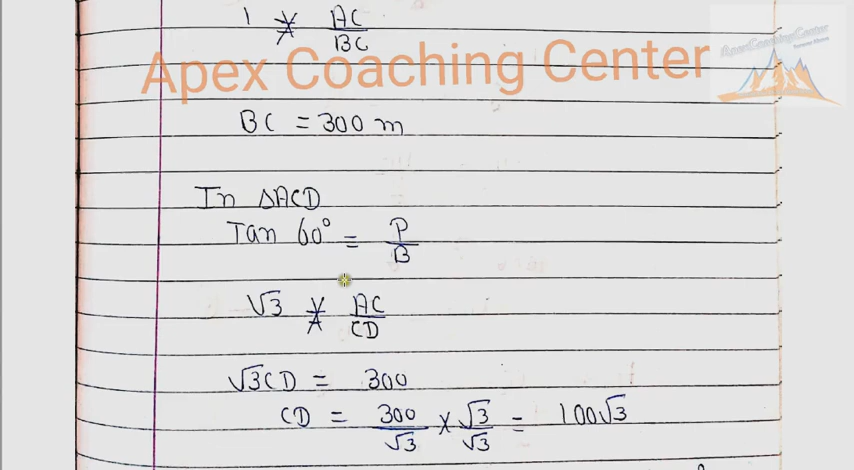 1 = AC/BC
ApexCoachingCenter
Apex Coaching Center
BC = 300 m
In ΔACD
Tan 60° = P/B
√3 = AC/CD
√3CD = 300
CD = 300/√3 × √3/√3 = 100√3